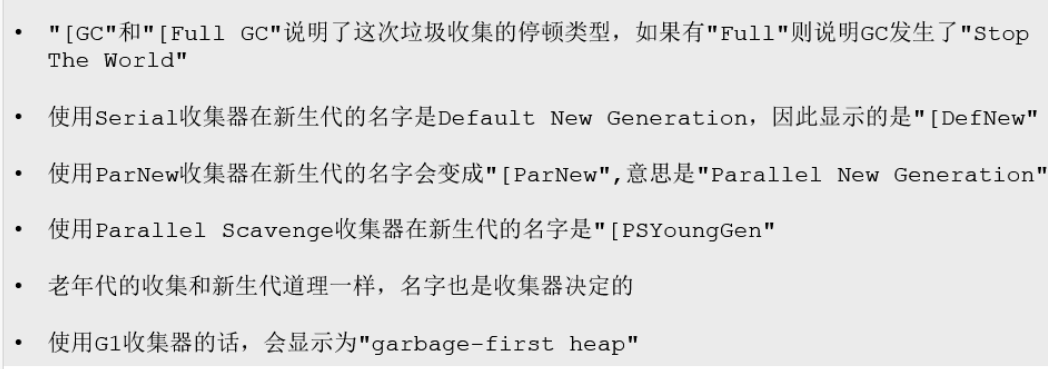 • "[GC"和"[Full GC"说明了这次垃圾收集的停顿类型，如果有"Full"则说明GC发生了"Stop
The World"
• 使用Serial收集器在新生代的名字是Default New Generation，因此显示的是"[DefNew"
• 使用ParNew收集器在新生代的名字会变成"[ParNew",意思是"Parallel New Generation"
• 使用Parallel Scavenge收集器在新生代的名字是"[PSYoungGen"
• 老年代的收集和新生代道理一样，名字也是收集器决定的
• 使用G1收集器的话，会显示为"garbage-first heap"